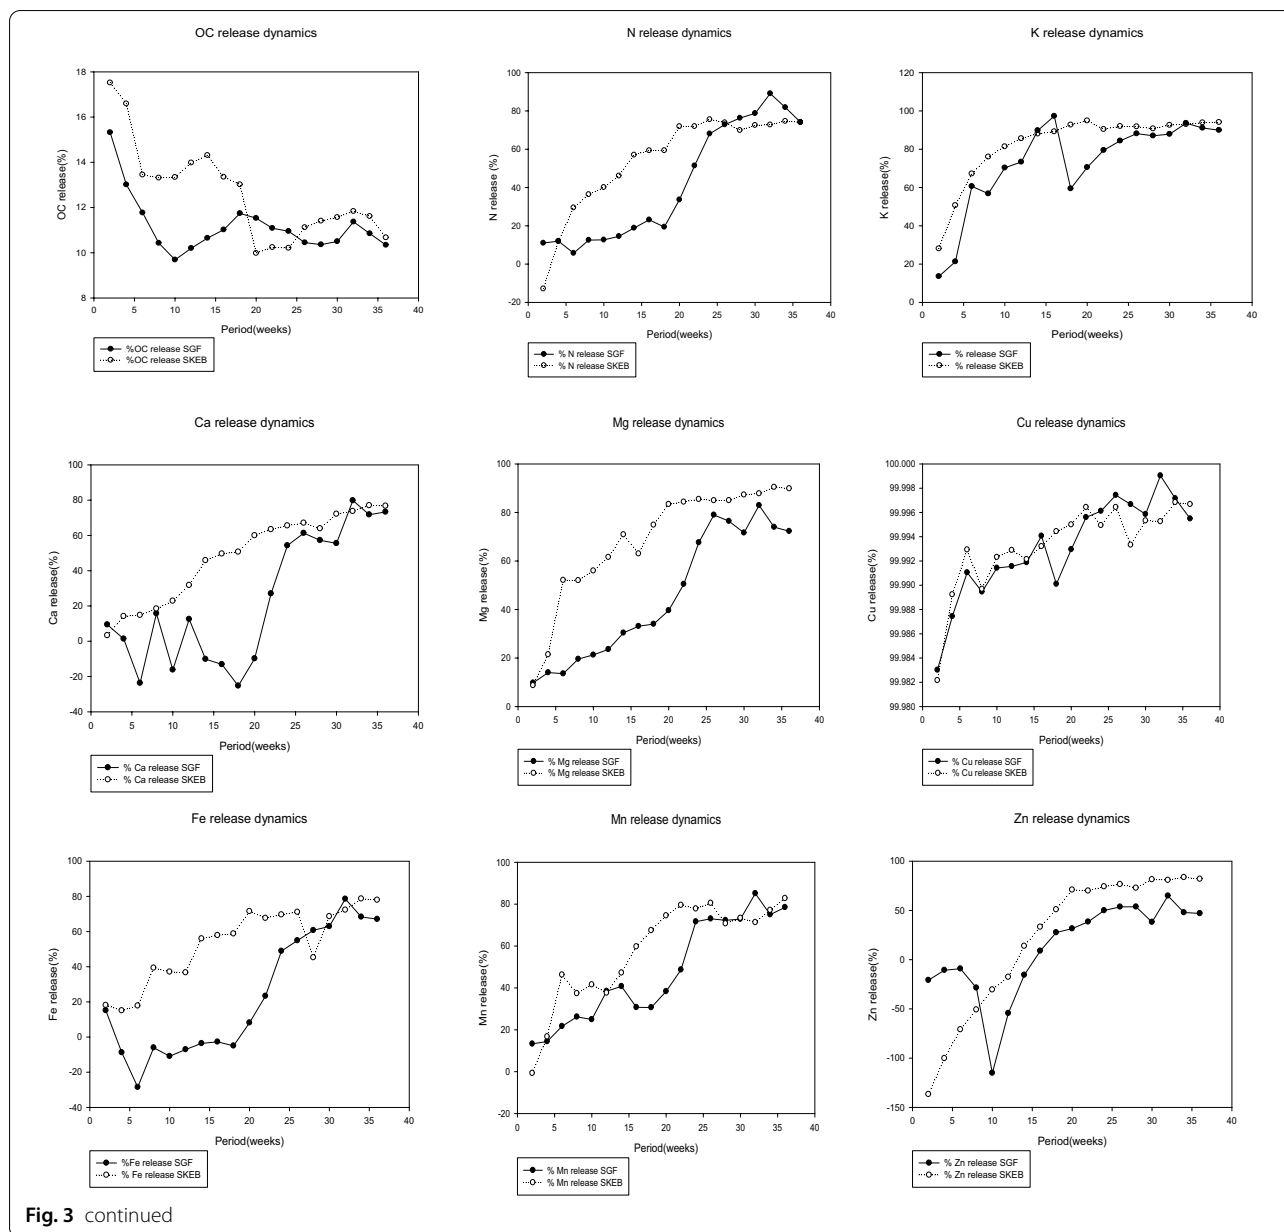 OC release dynamics
18
16
14
12
10
8
OC release(%)
0 5 10 15 20 25 30 35 40
Period(weeks)
%OC release SGF
%OC release SKEB
N release dynamics
100
80
60
40
20
0
-20
N release (%)
0 5 10 15 20 25 30 35 40
Period(weeks)
% N release SGF
% N release SKEB
K release dynamics
120
100
80
60
40
20
0
K release(%)
0 5 10 15 20 25 30 35 40
Period(weeks)
% release SGF
% release SKEB
Ca release dynamics
100
80
60
40
20
0
-20
-40
Ca release(%)
0 5 10 15 20 25 30 35 40
Period(weeks)
% Ca release SGF
% Ca release SKEB
Mg release dynamics
100
80
60
40
20
0
Mg release(%)
0 5 10 15 20 25 30 35 40
Period(weeks)
% Mg release SGF
% Mg release SKEB
Cu release dynamics
100.000
99.998
99.996
99.994
99.992
99.990
99.988
99.986
99.984
99.982
99.980
Cu release(%)
0 5 10 15 20 25 30 35 40
Period(weeks)
% Cu release SGF
% Cu release SKEB
Fe release dynamics
100
80
60
40
20
0
-20
-40
Fe release(%)
0 5 10 15 20 25 30 35 40
Period(weeks)
%Fe release SGF
% Fe release SKEB
Mn release dynamics
100
80
60
40
20
0
-20
Mn release(%)
0 5 10 15 20 25 30 35 40
Period(weeks)
% Mn release SGF
% Mn release SKEB
Zn release dynamics
100
50
0
-50
-100
-150
Zn release(%)
0 5 10 15 20 25 30 35 40
Period(weeks)
% Zn release SGF
% Zn release SKEB
Fig. 3 continued